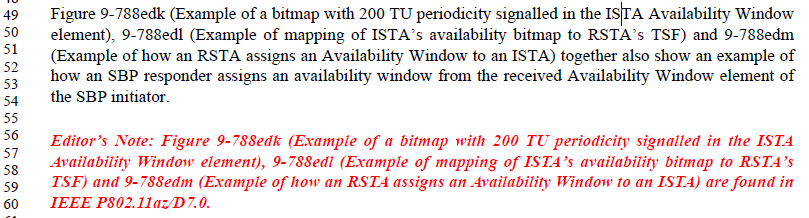 49 Figure 9-788edk (Example of a bitmap with 200 TU periodicity signalled in the ISTA Availability Window
50 element), 9-788edl (Example of mapping of ISTA's availability bitmap to RSTA's TSF) and 9-788edm
51 (Example of how an RSTA assigns an Availability Window to an ISTA) together also show an example of
52 how an SBP responder assigns an availability window from the received Availability Window element of
53 the SBP initiator.
54
55
56 Editor's Note: Figure 9-788edk (Example of a bitmap with 200 TU periodicity signalled in the ISTA
57 Availability Window element), 9-788edl (Example of mapping of ISTA's availability bitmap to RSTA's
58 TSF) and 9-788edm (Example of how an RSTA assigns an Availability Window to an ISTA) are found in
59 IEEE P802.11az/D7.0.
60